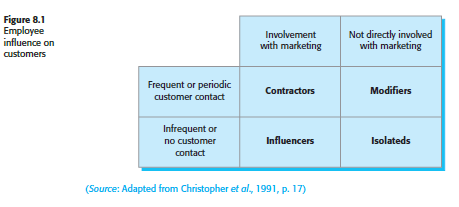 Figure 8.1
Employee
influence on
customers
Involvement
with marketing
Not directly involved
with marketing
Frequent or periodic
customer contact
Contractors
Modifiers
Infrequent or
no customer
contact
Influencers
Isolateds
(Source: Adapted from Christopher et al., 1991, p. 17)